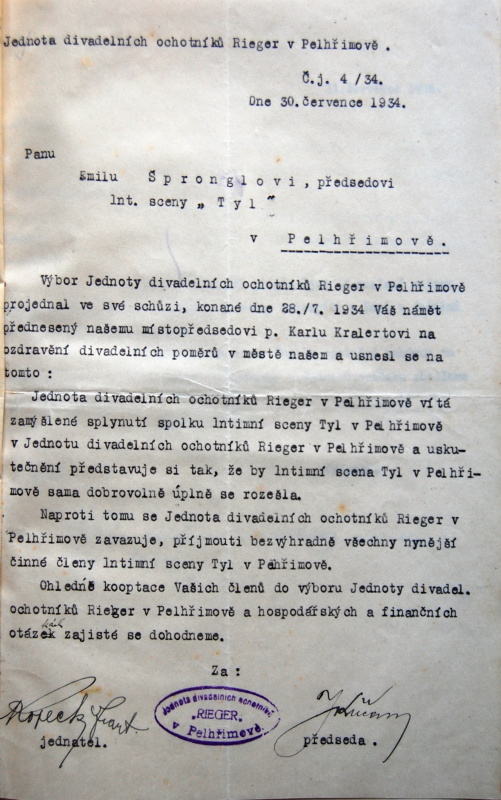 Jednota divadelních ochotníků Rieger v Pelhřimově .
Č.j. 4/34.
Dne 30.července 1934.
Panu
Emilu Spronglovi, předsedovi
Int. sceny „ Tyl "
v Pelhřimově.
Výbor Jednoty divadelních ochotníků Rieger v Pelhřimově
projednal ve své schůzi, konané dne 28./7. 1934 Váš námět
přednesený našemu místopředsedovi p. Karlu Kralertovi na
ozdravění divadelních poměrů v městě našem a usnesl se na
tomto :
Jednota divadelních ochotníků Rieger v Pelhřimově vítá
zamýšlené splynutí spolku Intimní sceny Tyl v Pelhřimově
v Jednotu divadelních ochotníků Rieger v Pelhřimově a usku-
tečnění představuje si tak, že by Intimní scena Tyl v Pelhři-
mově sama dobrovolně úplně se rozešla.
Naproti tomu se Jednota divadelních ochotníků Rieger v
Pelhřimově zavazuje, příjmouti bezvýhradně všechny nynější
činné členy Intimní sceny Tyl v Pelhřimově.
Ohledně kooptace Vašich členů do výboru Jednoty divadel.
ochotníků Rieger v Pelhřimově a hospodářských a finančních
otázek zajisté se dohodneme.
Za :
Jednota divadelních ochotníků
„RIEGER"
v Pelhřimově.
jednatel.
předseda .